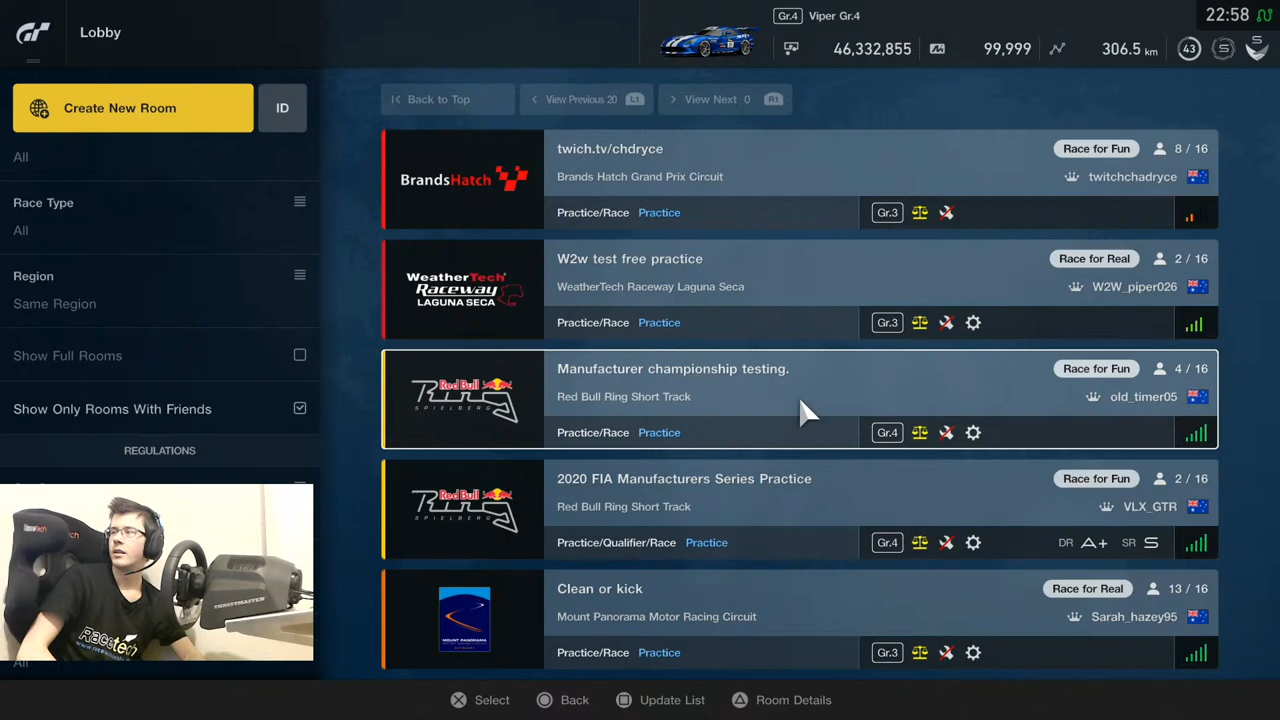 Lobby
Gr.4 Viper Gr.4
22:58
46,332,855 99,999 306.5 km 43 S S
Create New Room ID
All
Race Type
All
Region
Same Region
Show Full Rooms
Show Only Rooms With Friends
REGULATIONS
All
Back to Top View Previous 20 L1 View Next 0 R1
BrandsHatch
twich.tv/chdryce Race for Fun 8 / 16
Brands Hatch Grand Prix Circuit twitchchadryce
Practice/Race Practice Gr.3
WeatherTech
Raceway
LAGUNA SECA
W2w test free practice Race for Real 2 / 16
WeatherTech Raceway Laguna Seca W2W_piper026
Practice/Race Practice Gr.3
Red Bull
Ring
SPIELBERG
Manufacturer championship testing. Race for Fun 4 / 16
Red Bull Ring Short Track old_timer05
Practice/Race Practice Gr.4
Red Bull
Ring
SPIELBERG
2020 FIA Manufacturers Series Practice Race for Fun 2 / 16
Red Bull Ring Short Track VLX_GTR
Practice/Qualifier/Race Practice Gr.4 DR A+ SR S
Clean or kick Race for Real 13 / 16
Mount Panorama Motor Racing Circuit Sarah_hazey95
Practice/Race Practice Gr.3
THRUSTMASTER
Racetech
Select Back Update List Room Details